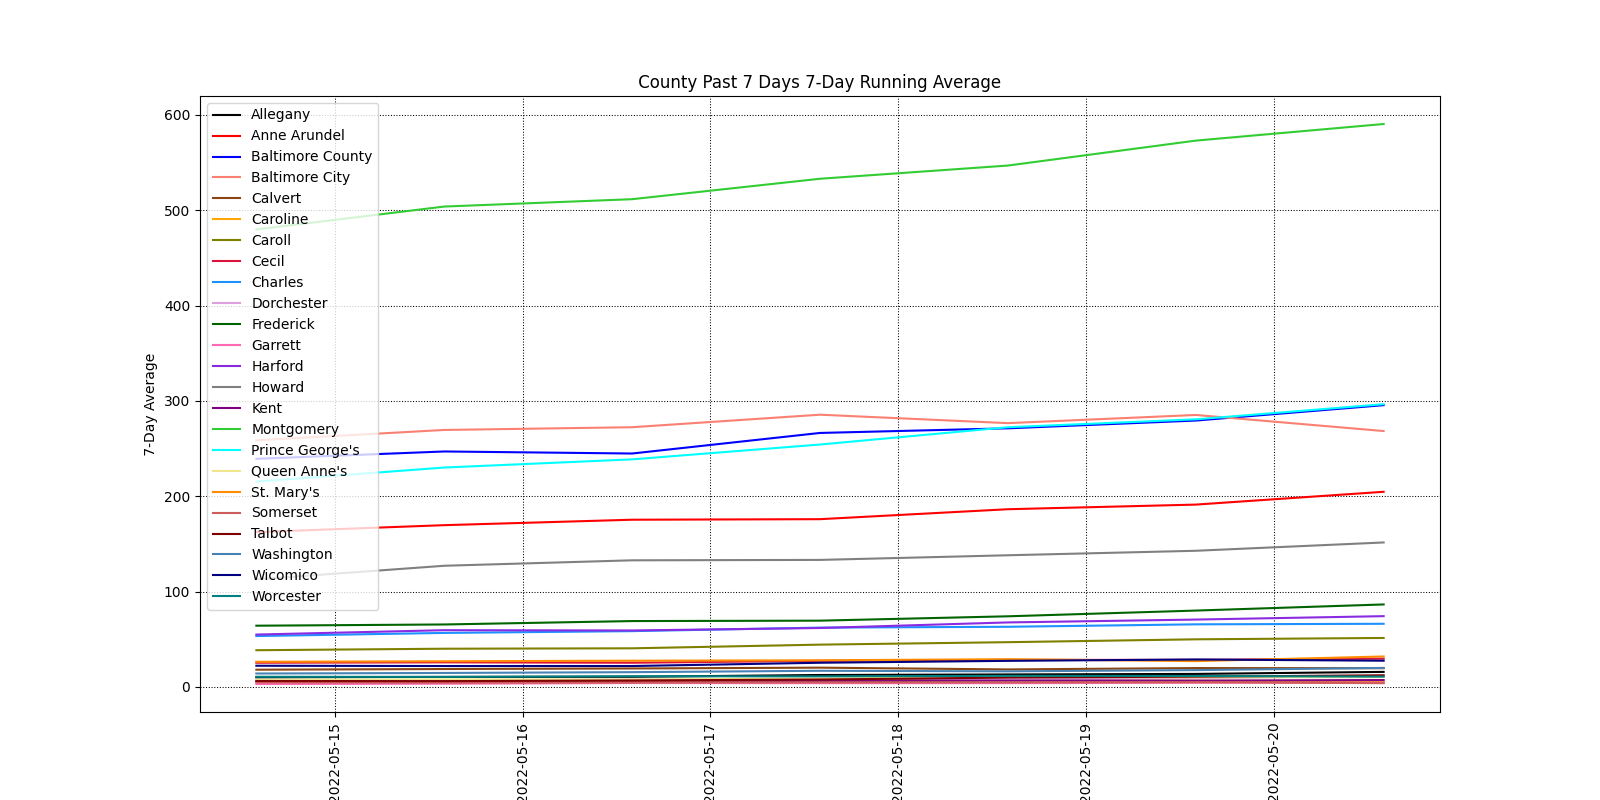 County Past 7 Days 7-Day Running Average
600
500
400
300
200
100
0
7-Day Average
Allegany
Anne Arundel
Baltimore County
Baltimore City
Calvert
Caroline
Caroll
Cecil
Charles
Dorchester
Frederick
Garrett
Harford
Howard
Kent
Montgomery
Prince George's
Queen Anne's
St. Mary's
Somerset
Talbot
Washington
Wicomico
Worcester
2022-05-15
2022-05-16
2022-05-17
2022-05-18
2022-05-19
2022-05-20